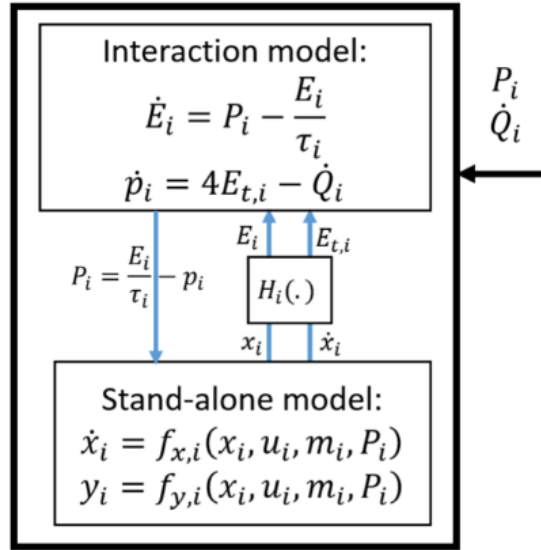 Interaction model:
Ė_i = P_i − E_i/τ_i
ṗ_i = 4E_{t,i} − Q̇_i
P_i
Q̇_i
E_i E_{t,i}
P_i = E_i/τ_i − p_i
H_i(.)
x_i ẋ_i
Stand-alone model:
ẋ_i = f_{x,i}(x_i, u_i, m_i, P_i)
y_i = f_{y,i}(x_i, u_i, m_i, P_i)